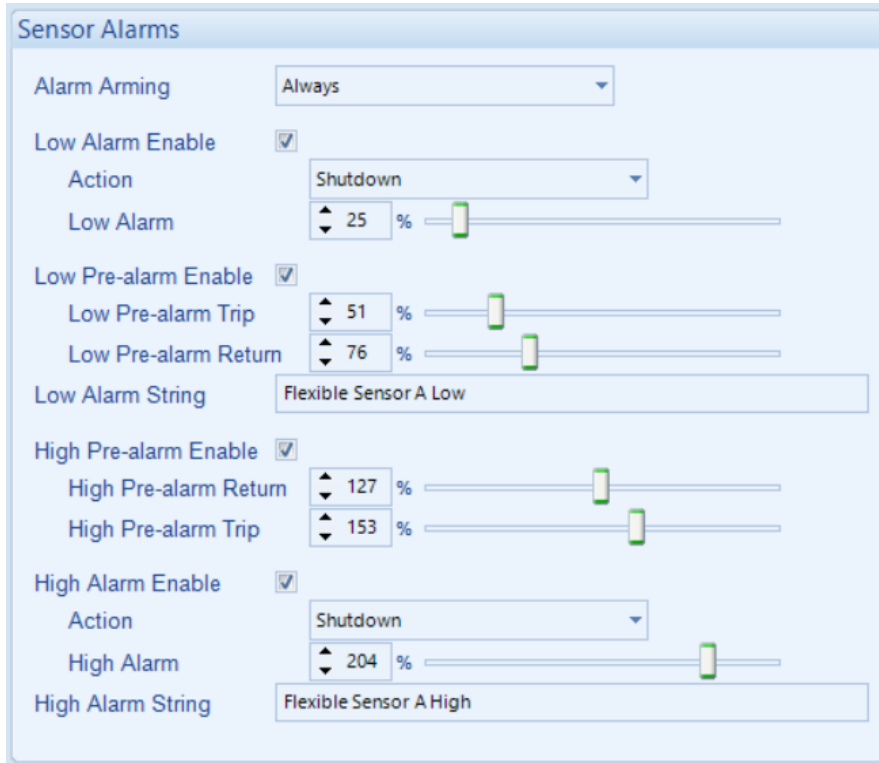 Sensor Alarms
Alarm Arming Always
Low Alarm Enable
Action Shutdown
Low Alarm 25 %
Low Pre-alarm Enable
Low Pre-alarm Trip 51 %
Low Pre-alarm Return 76 %
Low Alarm String Flexible Sensor A Low
High Pre-alarm Enable
High Pre-alarm Return 127 %
High Pre-alarm Trip 153 %
High Alarm Enable
Action Shutdown
High Alarm 204 %
High Alarm String Flexible Sensor A High